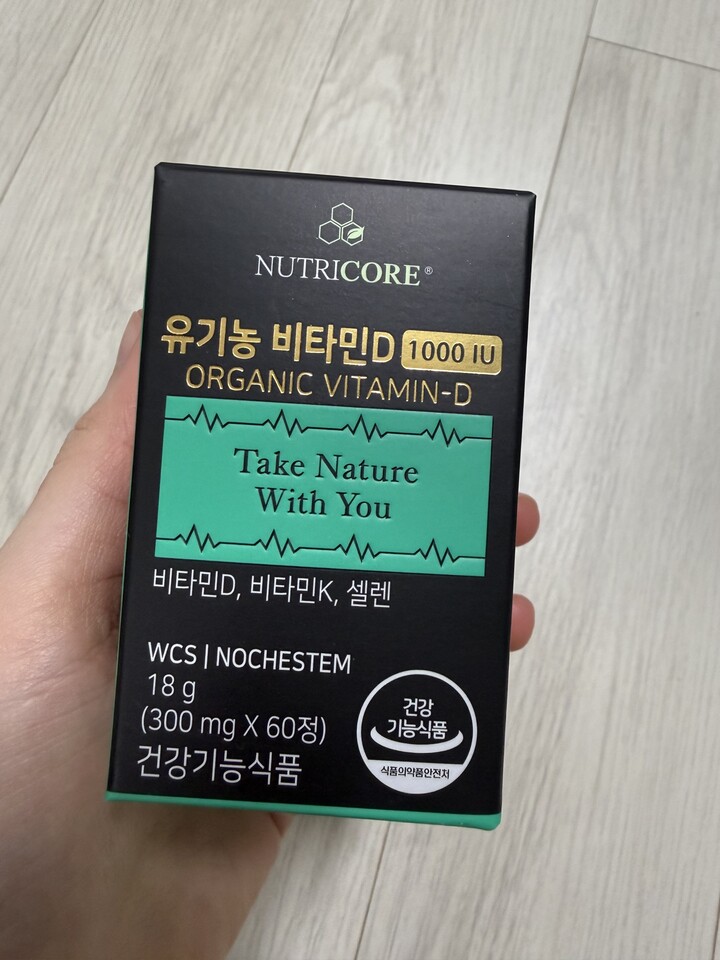 NUTRICORE®
유기농 비타민D 1000 IU
ORGANIC VITAMIN-D
Take Nature
With You
비타민D, 비타민K, 셀렌
WCS | NOCHESTEM
18 g
(300 mg X 60정)
건강기능식품
건강
기능식품
식품의약품안전처